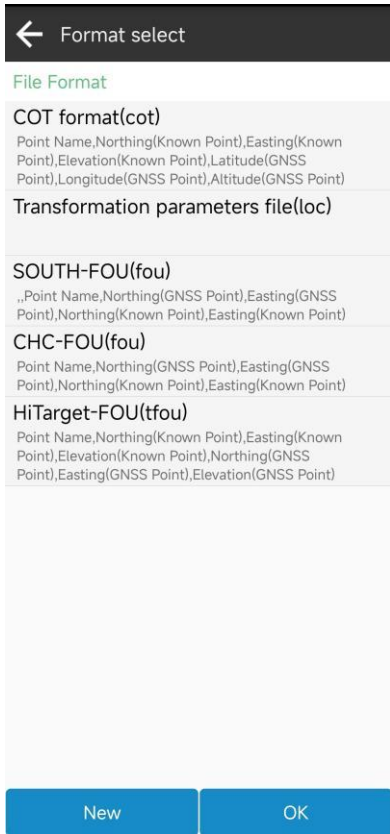 Format select
File Format
COT format(cot)
Point Name,Northing(Known Point),Easting(Known
Point),Elevation(Known Point),Latitude(GNSS
Point),Longitude(GNSS Point),Altitude(GNSS Point)
Transformation parameters file(loc)
SOUTH-FOU(fou)
,,Point Name,Northing(GNSS Point),Easting(GNSS
Point),Northing(Known Point),Easting(Known Point)
CHC-FOU(fou)
Point Name,Northing(GNSS Point),Easting(GNSS
Point),Northing(Known Point),Easting(Known Point)
HiTarget-FOU(tfou)
Point Name,Northing(Known Point),Easting(Known
Point),Elevation(Known Point),Northing(GNSS
Point),Easting(GNSS Point),Elevation(GNSS Point)
New
OK